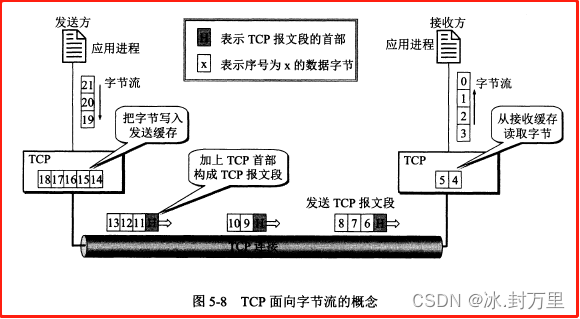 发送方
接收方
应用进程
应用进程
H 表示 TCP 报文段的首部
x 表示序号为 x 的数据字节
21
20
19
字节流
0
1
2
3
字节流
把字节写入
发送缓存
从接收缓存
读取字节
TCP
18 17 16 15 14
TCP
5 4
加上 TCP 首部
构成 TCP 报文段
发送 TCP 报文段
13 12 11 H
10 9 H
8 7 6 H
TCP 连接
图 5-8 TCP 面向字节流的概念
CSDN @冰.封万里